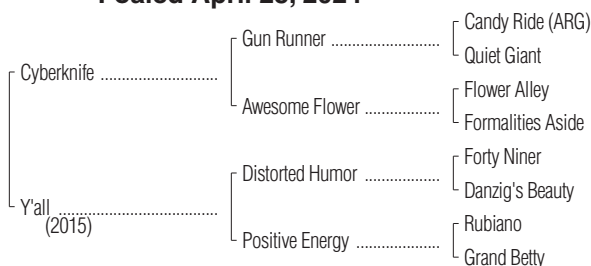 Foaled April 2024
Candy Ride (ARG)
Gun Runner ..........................
Quiet Giant
Cyberknife ............................
Flower Alley
Awesome Flower ..................
Formalities Aside
Forty Niner
Distorted Humor ..................
Danzig's Beauty
Y'all ......................................
(2015)
Rubiano
Positive Energy ....................
Grand Betty